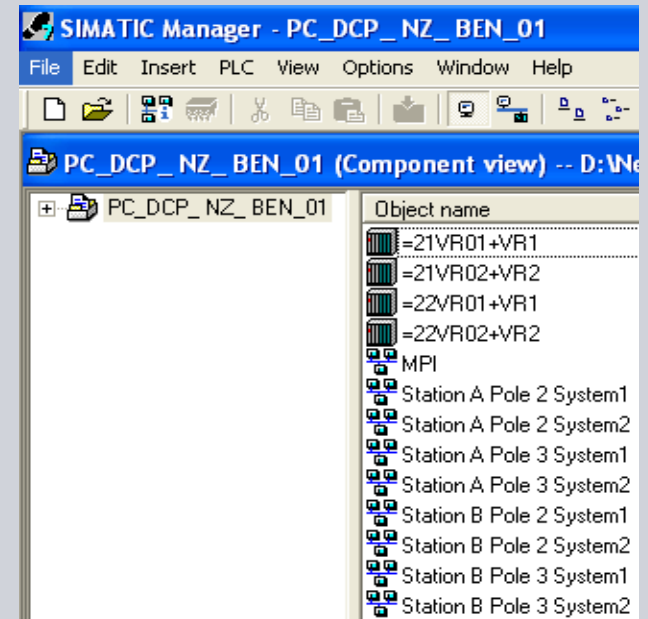 SIMATIC Manager - PC_DCP_ NZ_ BEN_01
File Edit Insert PLC View Options Window Help
PC_DCP_ NZ_ BEN_01 (Component view) -- D:\Ne
PC_DCP_ NZ_ BEN_01
Object name
=21VR01+VR1
=21VR02+VR2
=22VR01+VR1
=22VR02+VR2
MPI
Station A Pole 2 System1
Station A Pole 2 System2
Station A Pole 3 System1
Station A Pole 3 System2
Station B Pole 2 System1
Station B Pole 2 System2
Station B Pole 3 System1
Station B Pole 3 System2